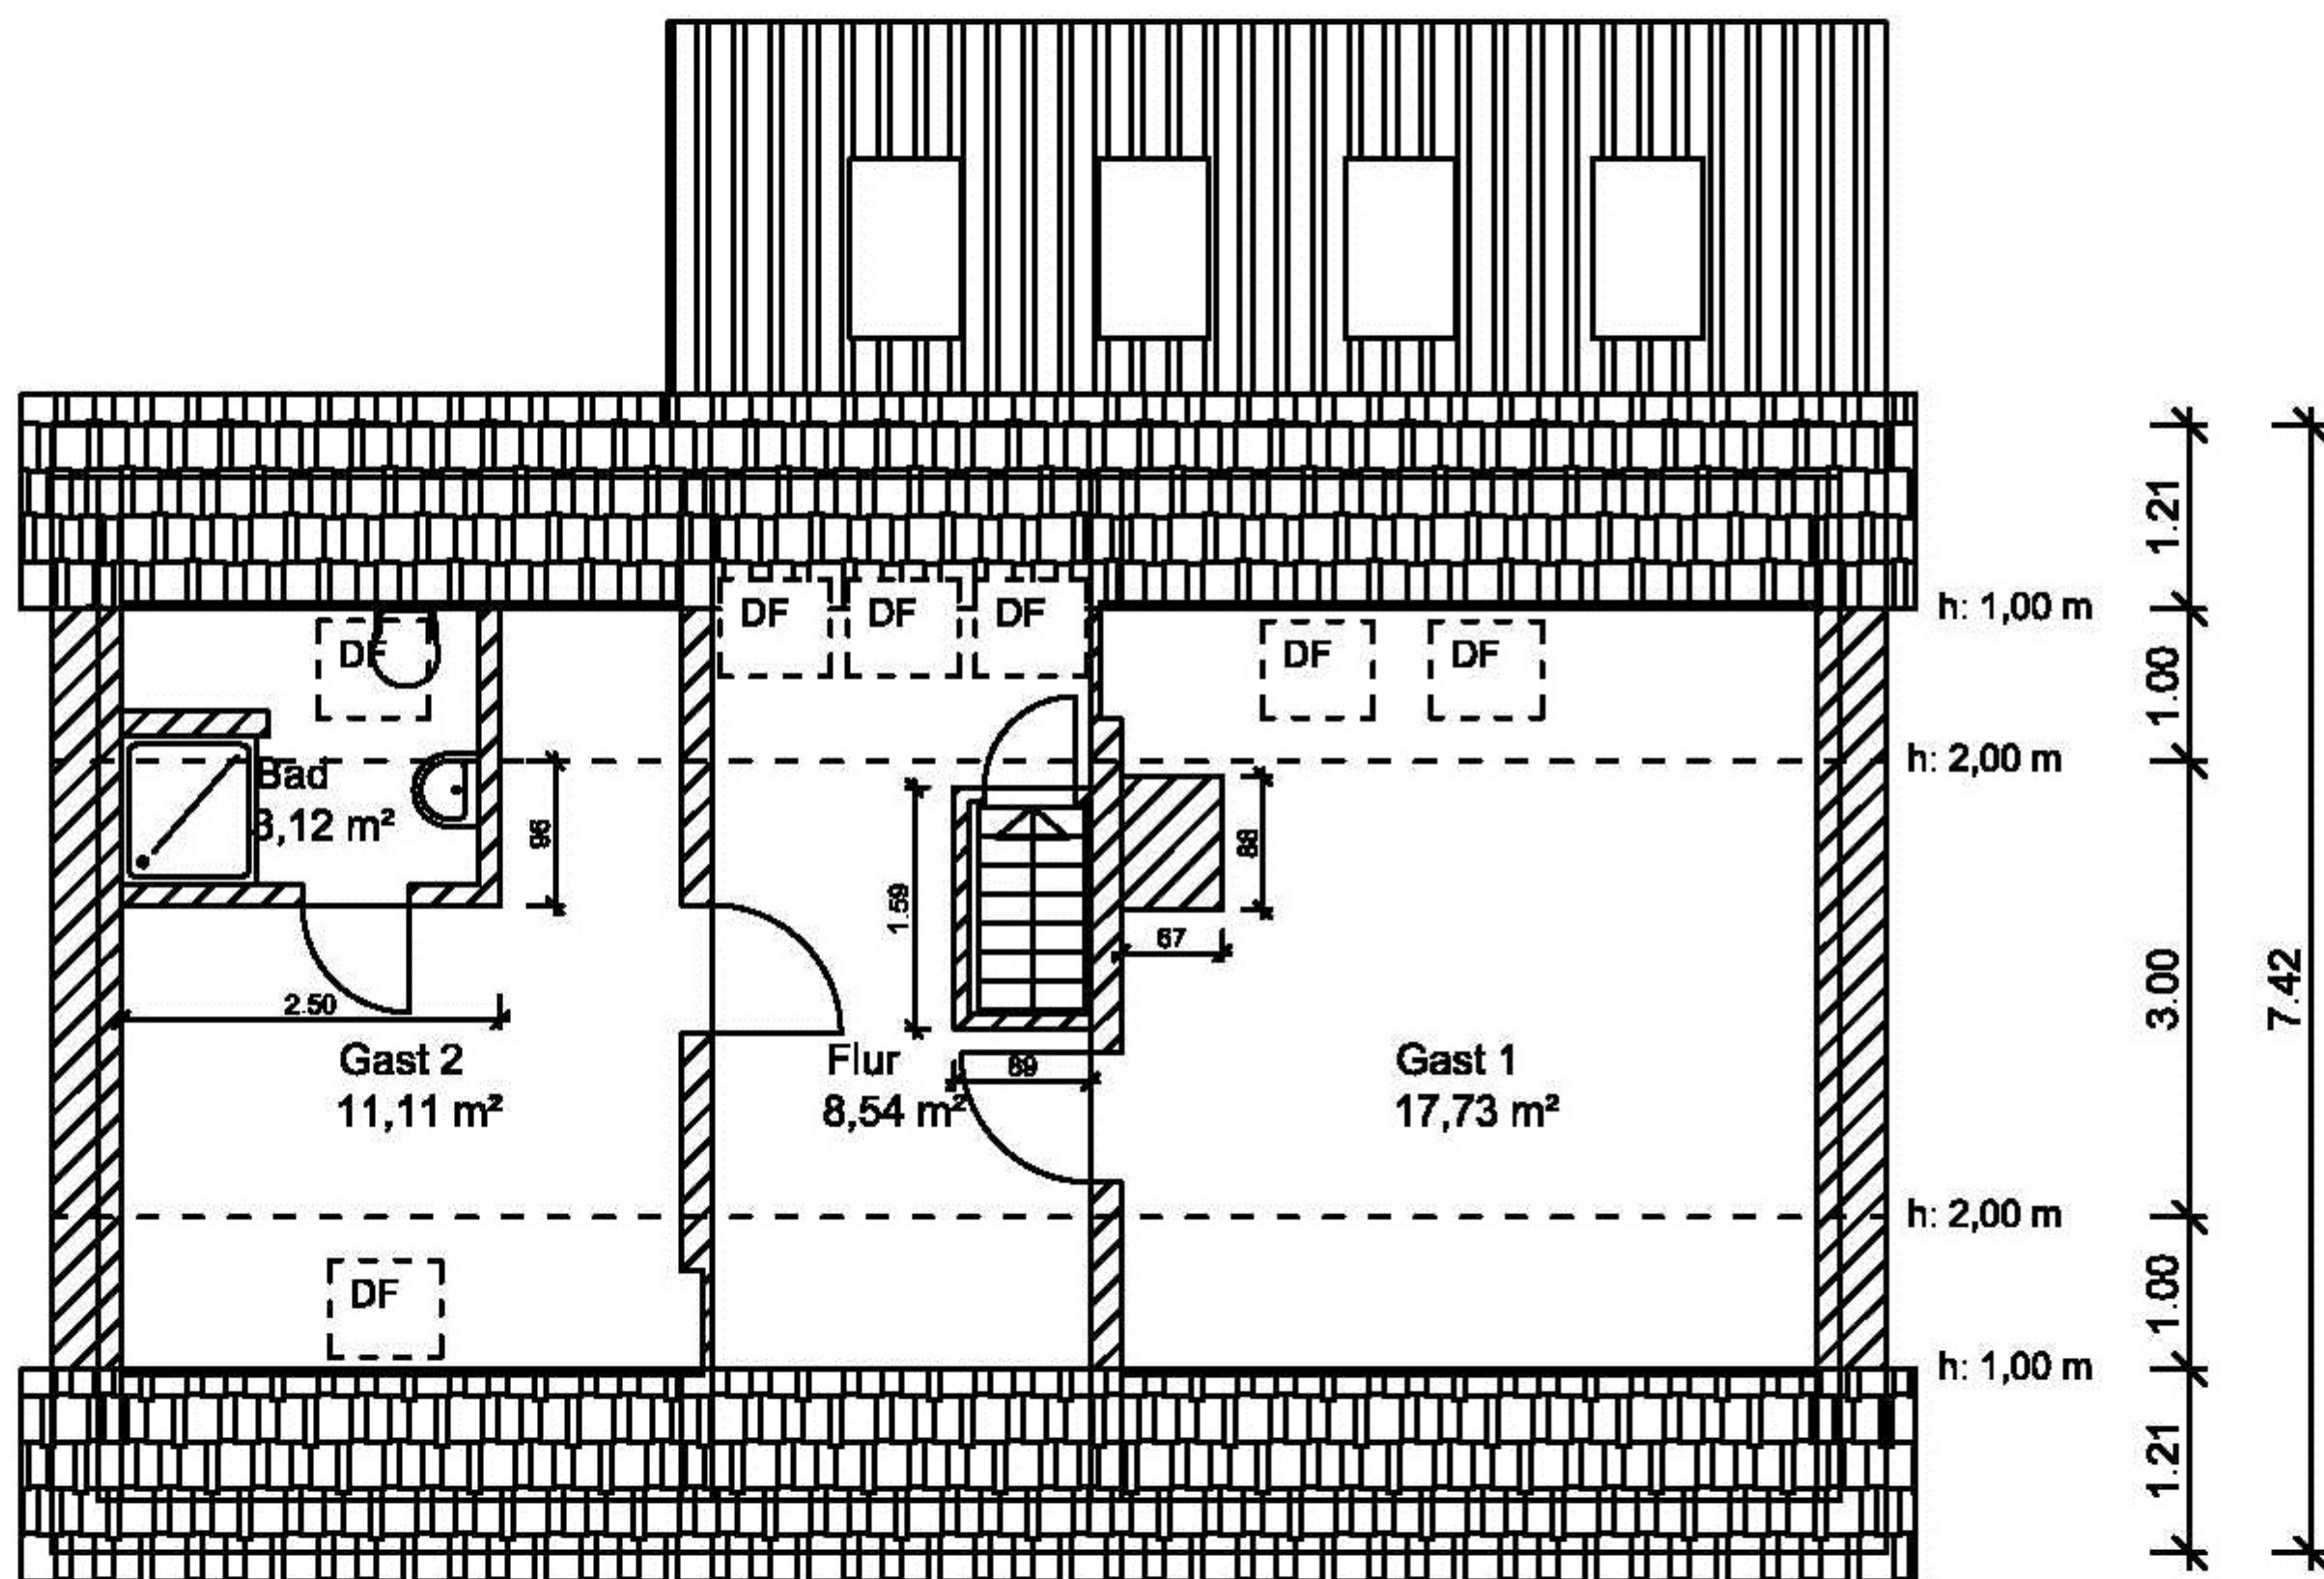 1.21
DF
DF
DF
h: 1,00 m
DF
DF
DF
1.00
h: 2,00 m
Bad
3,12 m²
96
88
1.59
67
3.00
7.42
2.50
Gast 2
11,11 m²
Flur
8,54 m²
89
Gast 1
17,73 m²
h: 2,00 m
DF
1.00
h: 1,00 m
1.21